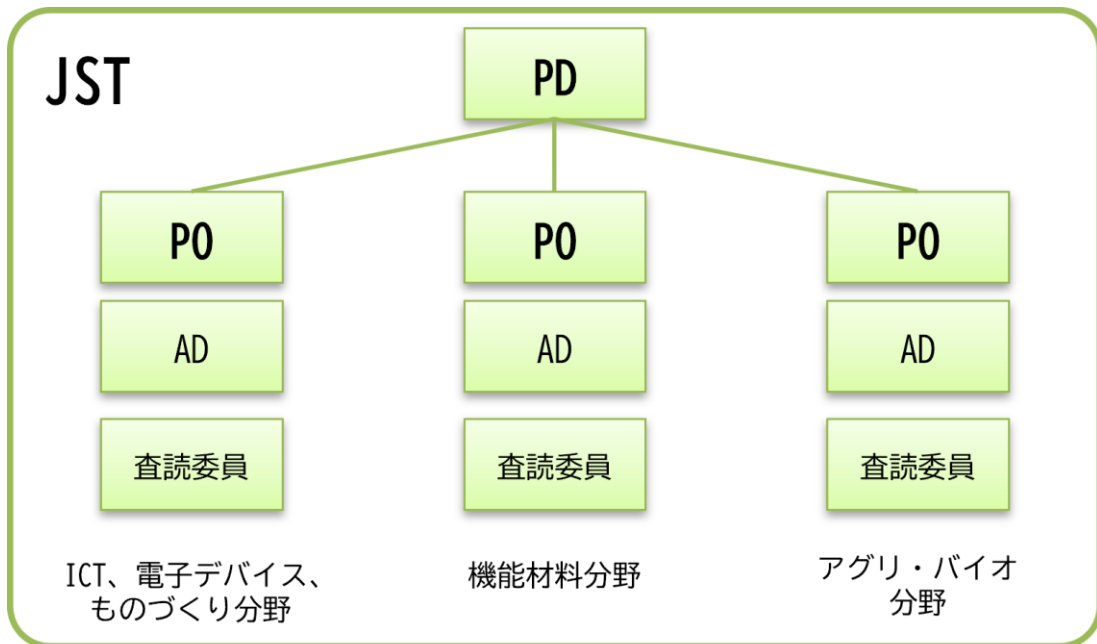 JST
PD
PO
PO
PO
AD
AD
AD
査読委員
査読委員
査読委員
ICT、電子デバイス、
ものづくり分野
機能材料分野
アグリ・バイオ
分野